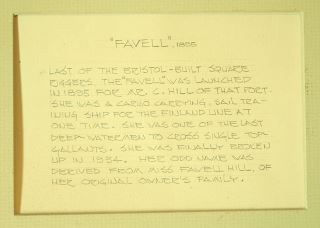 "FAVELL", 1895
LAST OF THE BRISTOL-BUILT SQUARE
RIGGERS. THE "FAVELL" WAS LAUNCHED
IN 1895 FOR MR. C. HILL OF THAT PORT.
SHE WAS A CARGO CARRYING, SAIL TRAI-
NING SHIP FOR THE FINLAND LINE AT
ONE TIME. SHE WAS ONE OF THE LAST
DEEP-WATERMEN TO CROSS SINGLE TOP-
GALLANTS. SHE WAS FINALLY BROKEN
UP IN 1934. HER ODD NAME WAS
DERIVED FROM MISS FAVELL HILL, OF
HER ORIGINAL OWNER'S FAMILY.